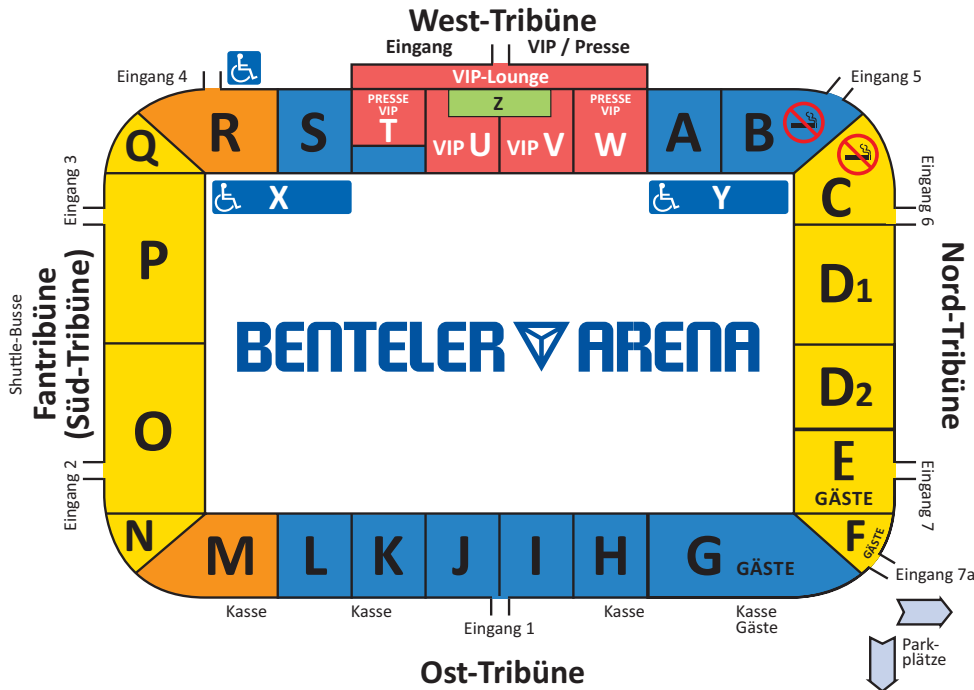 West-Tribüne
Eingang VIP / Presse
Eingang 4
VIP-Lounge
Eingang 5
R
S
PRESSE
VIP
T
Z
VIP U
VIP V
PRESSE
VIP
W
A
B
Q
C
Eingang 3
Eingang 6
X
Y
P
D1
Shuttle-Busse
Fantribüne
(Süd-Tribüne)
BENTELER ARENA
Nord-Tribüne
O
D2
E
GÄSTE
Eingang 2
Eingang 7
N
M
L
K
J
I
H
G GÄSTE
F
GÄSTE
Eingang 7a
Kasse
Kasse
Eingang 1
Kasse
Kasse
Gäste
Park-
plätze
Ost-Tribüne